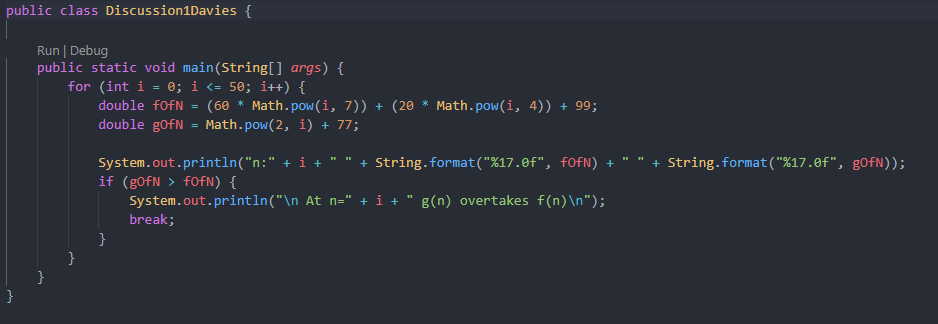 public class Discussion1Davies {
Run | Debug
public static void main(String[] args) {
for (int i = 0; i <= 50; i++) {
double fOfN = (60 * Math.pow(i, 7)) + (20 * Math.pow(i, 4)) + 99;
double gOfN = Math.pow(2, i) + 77;
System.out.println("n:" + i + " " + String.format("%17.0f", fOfN) + " " + String.format("%17.0f", gOfN));
if (gOfN > fOfN) {
System.out.println("\n At n=" + i + " g(n) overtakes f(n)\n");
break;
}
}
}
}